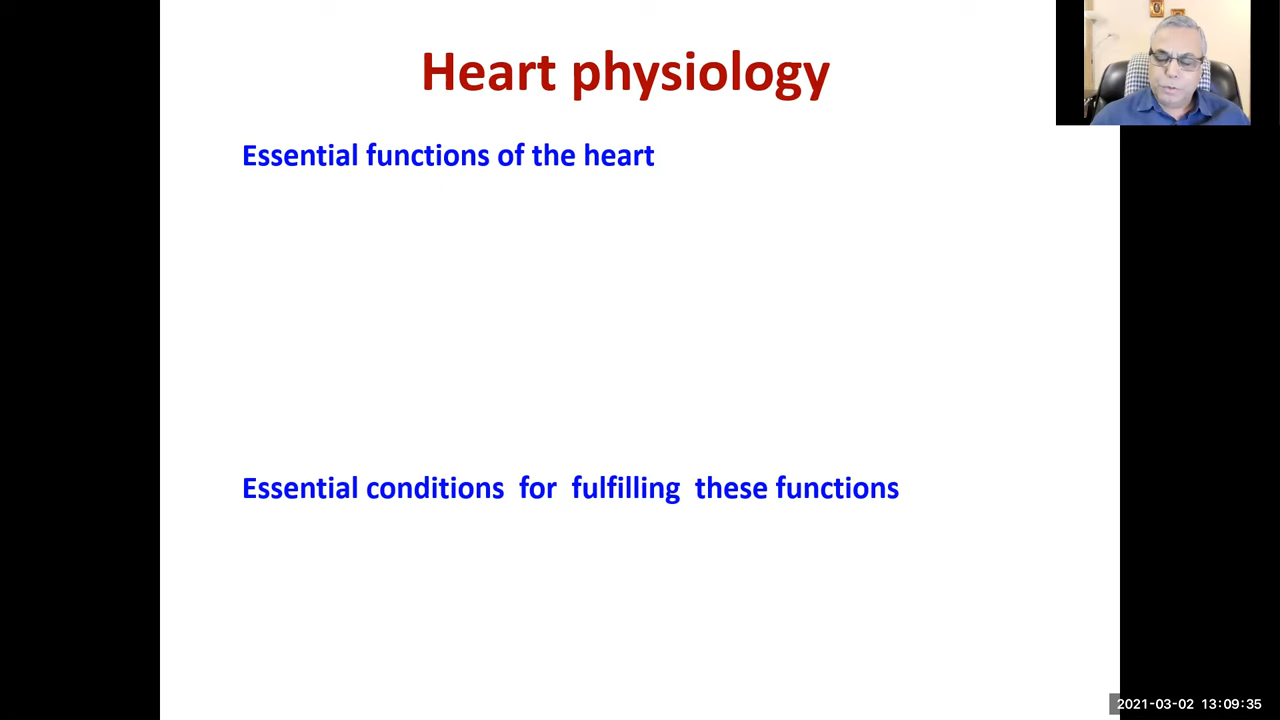 Heart physiology
Essential functions of the heart
Essential conditions for fulfilling these functions
2021-03-02 13:09:35